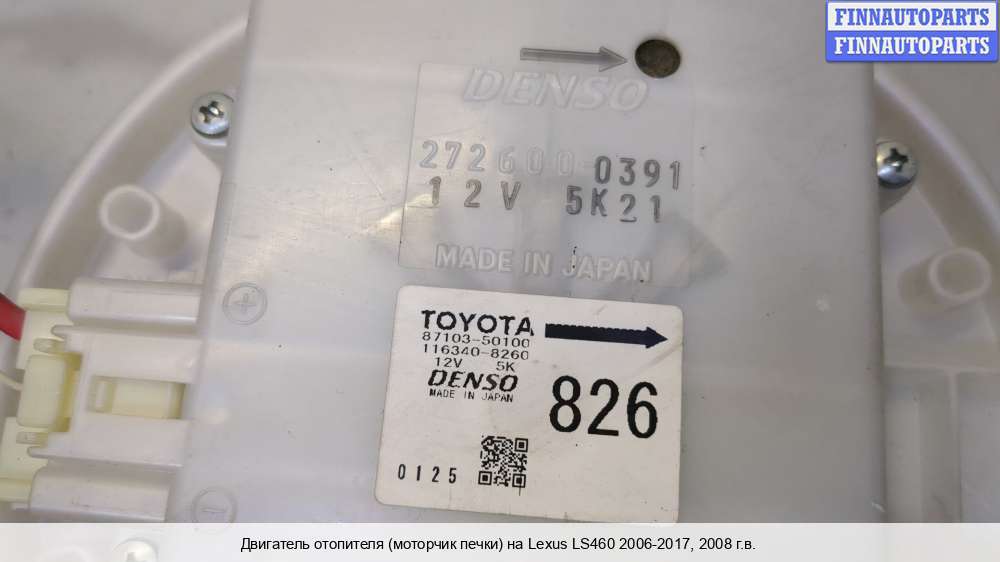 FINNAUTOPARTS
FINNAUTOPARTS
DENSO
272600-0391
12V 5K21
MADE IN JAPAN
TOYOTA
87103-50100
116340-8260
12V 5K
DENSO
MADE IN JAPAN
826
0125
Двигатель отопителя (моторчик печки) на Lexus LS460 2006-2017, 2008 г.в.